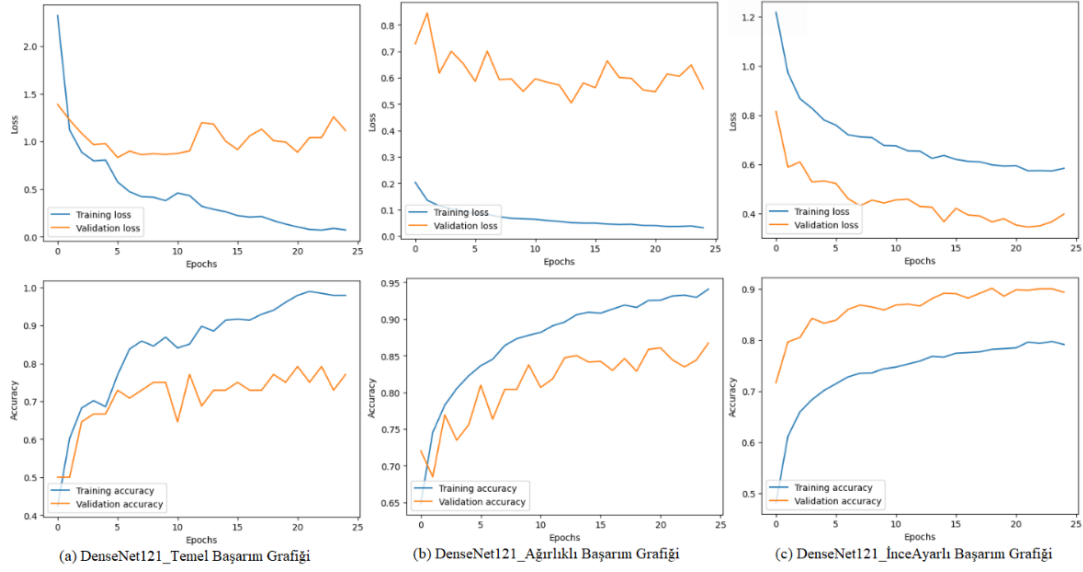 2.0
1.5
1.0
0.5
0.0
Loss
Training loss
Validation loss
0 5 10 15 20 25
Epochs
0.9
0.8
0.7
0.6
0.5
0.4
0.3
0.2
0.1
0.0
Loss
Training loss
Validation loss
0 5 10 15 20 25
Epochs
1.2
1.0
0.8
0.6
0.4
Loss
Training loss
Validation loss
0 5 10 15 20 25
Epochs
1.0
0.9
0.8
0.7
0.6
0.5
0.4
Accuracy
Training accuracy
Validation accuracy
0 5 10 15 20 25
Epochs
0.95
0.90
0.85
0.80
0.75
0.70
0.65
Accuracy
Training accuracy
Validation accuracy
0 5 10 15 20 25
Epochs
0.9
0.8
0.7
0.6
0.5
Accuracy
Training accuracy
Validation accuracy
0 5 10 15 20 25
Epochs
(a) DenseNet121_Temel Başarım Grafiği
(b) DenseNet121_Ağırlıklı Başarım Grafiği
(c) DenseNet121_İnceAyarlı Başarım Grafiği